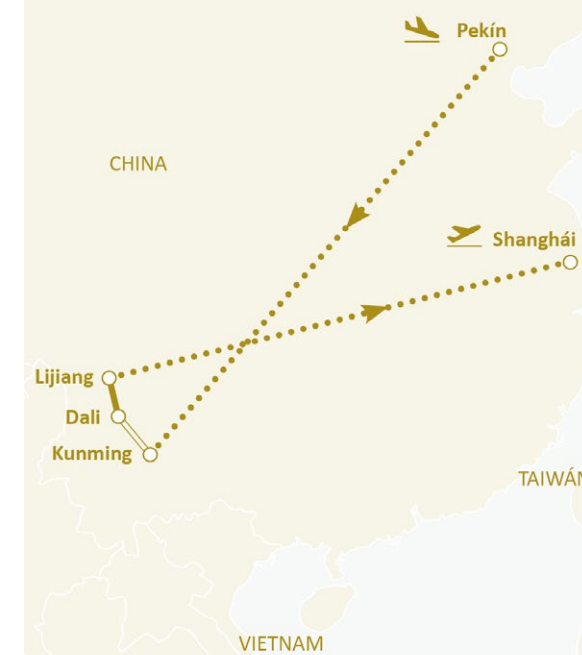 Pekín
CHINA
Shanghái
Lijiang
Dali
Kunming
TAIWÁN
VIETNAM